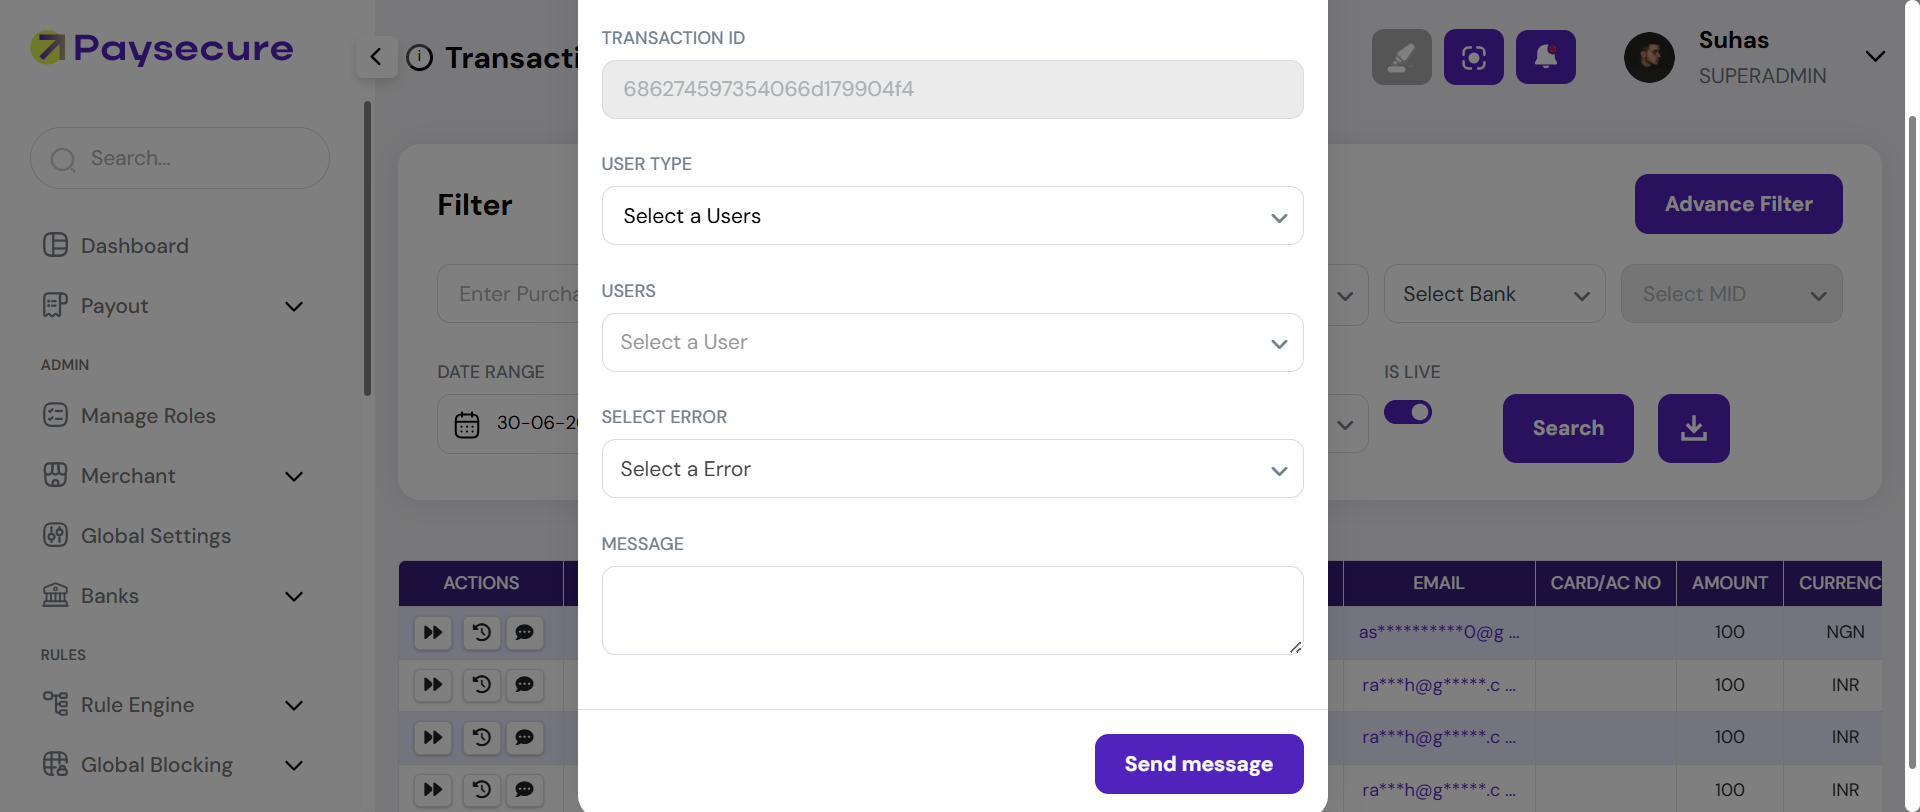 Paysecure
Search...
Dashboard
Payout
ADMIN
Manage Roles
Merchant
Global Settings
Banks
RULES
Rule Engine
Global Blocking
Transacti
Suhas
SUPERADMIN
Filter
Advance Filter
Enter Purcha
Select Bank
Select MID
DATE RANGE
30-06-20
IS LIVE
Search
TRANSACTION ID
686274597354066d179904f4
USER TYPE
Select a Users
USERS
Select a User
SELECT ERROR
Select a Error
MESSAGE
Send message
ACTIONS EMAIL CARD/AC NO AMOUNT CURRENC
as**********0@g ... 100 NGN
ra***h@g*****.c ... 100 INR
ra***h@g*****.c ... 100 INR
ra***h@g*****.c ... 100 INR